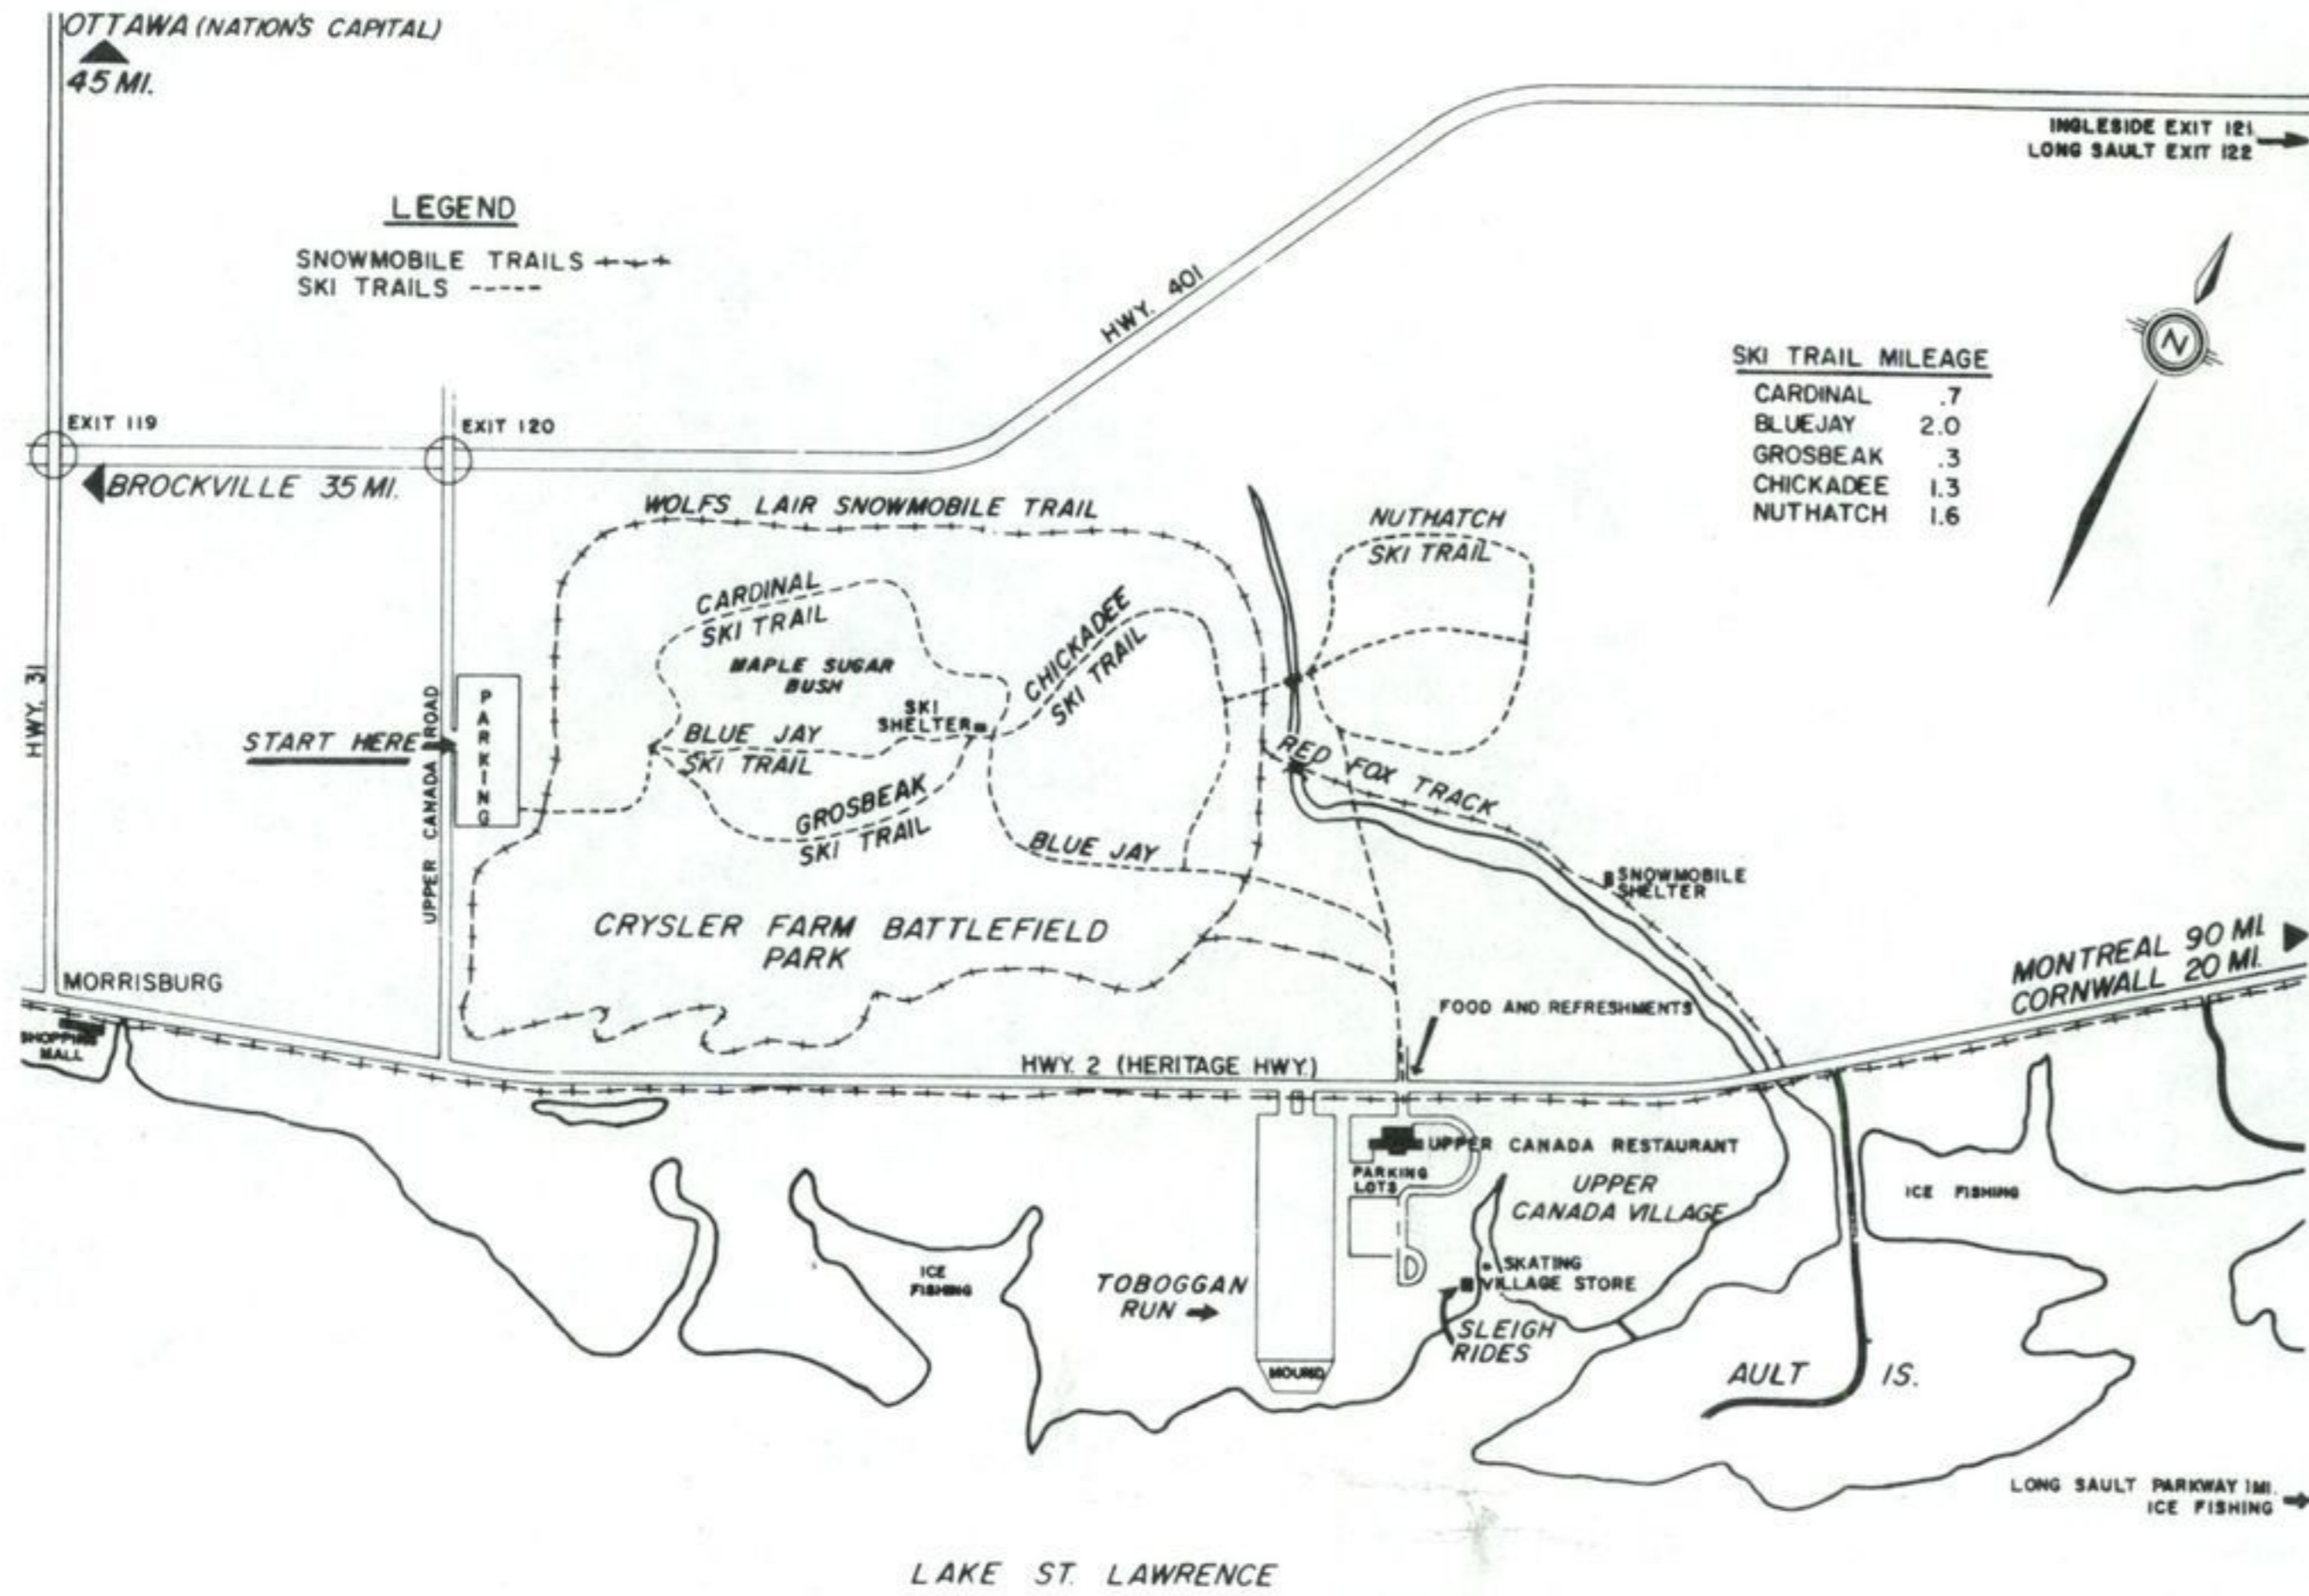 OTTAWA (NATION'S CAPITAL)
45 MI.
INGLESIDE EXIT 121
LONG SAULT EXIT 122
LEGEND
SNOWMOBILE TRAILS
SKI TRAILS -----
HWY. 401
N
SKI TRAIL MILEAGE
CARDINAL .7
BLUEJAY 2.0
GROSBEAK .3
CHICKADEE 1.3
NUTHATCH 1.6
EXIT 119
EXIT 120
BROCKVILLE 35 MI.
WOLFS LAIR SNOWMOBILE TRAIL
NUTHATCH
SKI TRAIL
CARDINAL
SKI TRAIL
CHICKADEE
SKI TRAIL
MAPLE SUGAR
BUSH
HWY. 31
UPPER CANADA ROAD
PARKING
START HERE
SKI
SHELTER
BLUE JAY
SKI TRAIL
GROSBEAK
SKI TRAIL
RED FOX TRACK
BLUE JAY
SNOWMOBILE
SHELTER
CRYSLER FARM BATTLEFIELD
PARK
MONTREAL 90 MI.
CORNWALL 20 MI.
MORRISBURG
SHOPPING
MALL
FOOD AND REFRESHMENTS
HWY. 2 (HERITAGE HWY.)
UPPER CANADA RESTAURANT
PARKING
LOTS
UPPER
CANADA VILLAGE
ICE FISHING
ICE
FISHING
SKATING
VILLAGE STORE
TOBOGGAN
RUN
SLEIGH
RIDES
MOUND
AULT IS.
LONG SAULT PARKWAY 1 MI.
ICE FISHING
LAKE ST. LAWRENCE